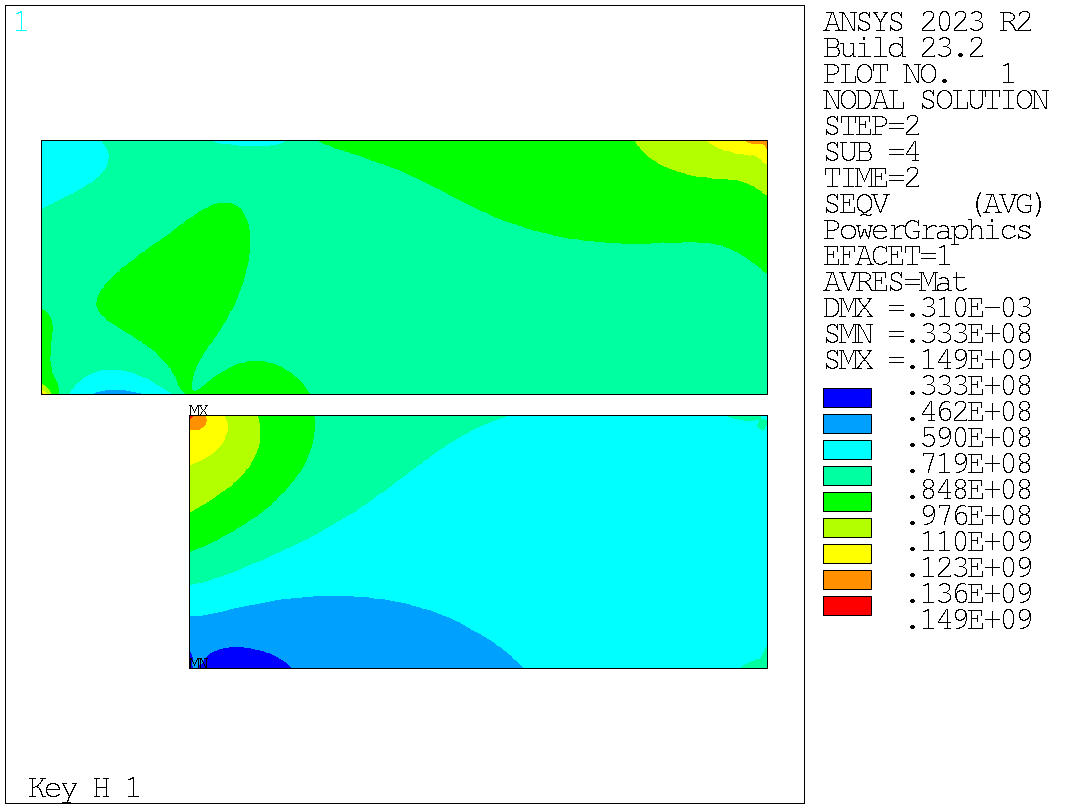 1
ANSYS 2023 R2
Build 23.2
PLOT NO. 1
NODAL SOLUTION
STEP=2
SUB =4
TIME=2
SEQV (AVG)
PowerGraphics
EFACET=1
AVRES=Mat
DMX =.310E-03
SMN =.333E+08
SMX =.149E+09
.333E+08
.462E+08
.590E+08
.719E+08
.848E+08
.976E+08
.110E+09
.123E+09
.136E+09
.149E+09
MX
MN
Key H 1